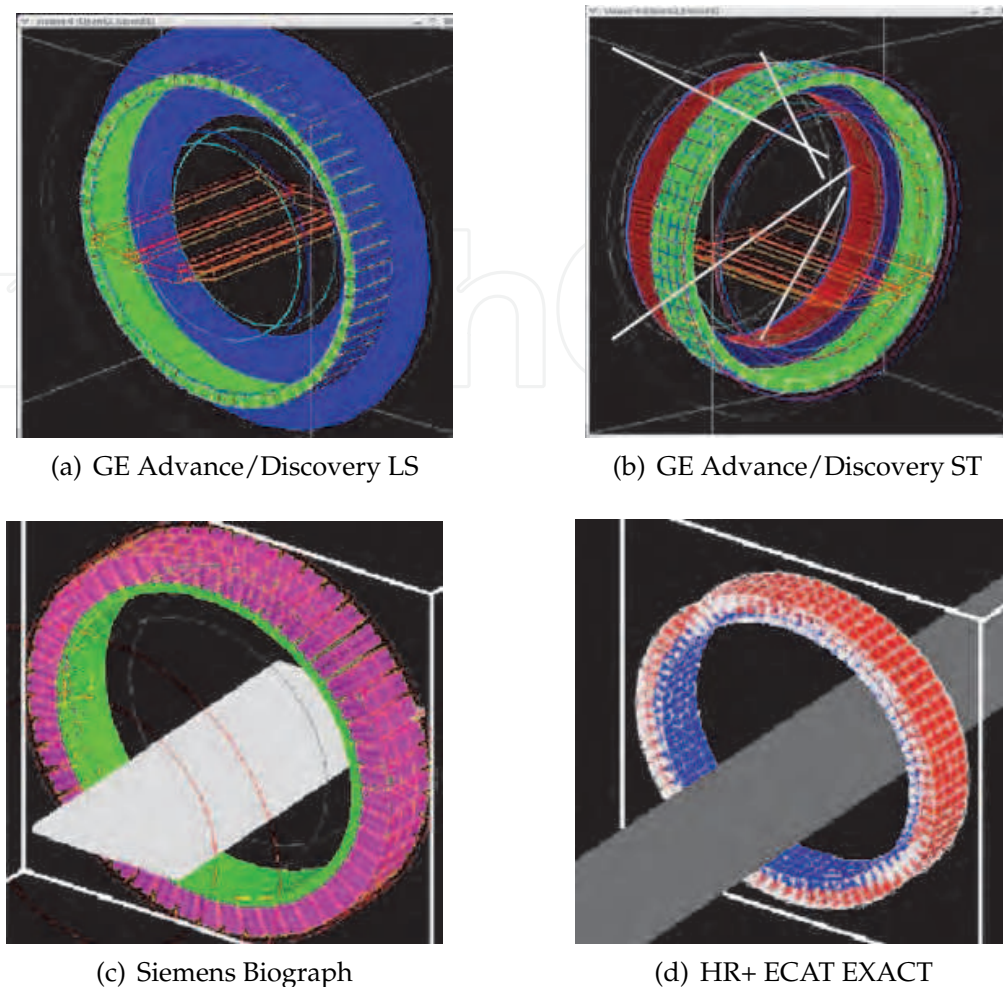 (a) GE Advance/Discovery LS
(b) GE Advance/Discovery ST
(c) Siemens Biograph
(d) HR+ ECAT EXACT